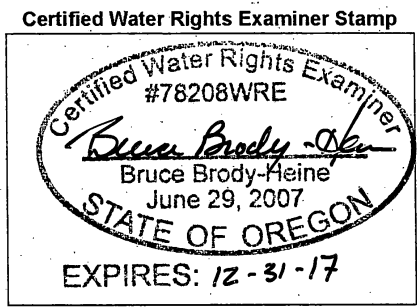 Certified Water Rights Examiner Stamp
Certified Water Rights Examiner
#78208WRE
Bruce Brody-Heine
Bruce Brody-Heine
June 29, 2007
STATE OF OREGON
EXPIRES: 12-31-17